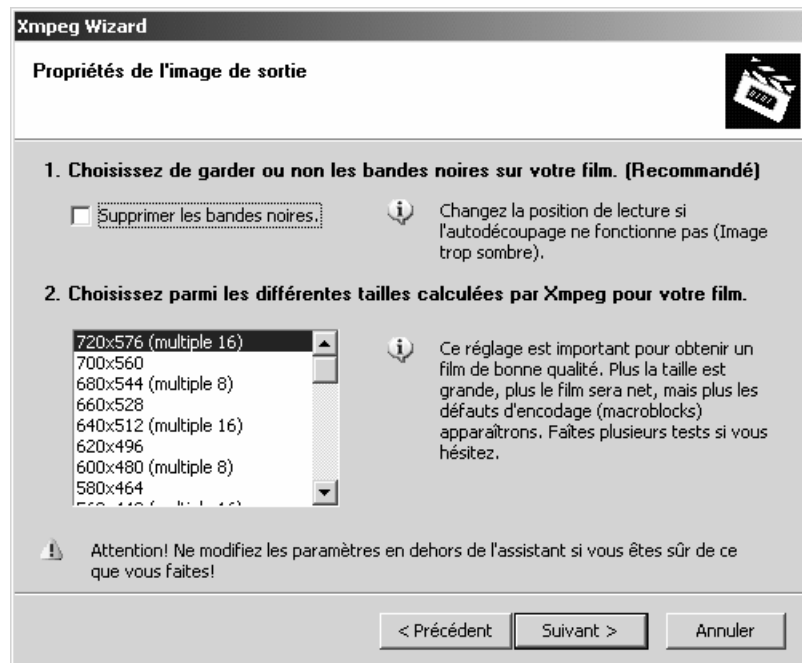 Xmpeg Wizard
Propriétés de l'image de sortie
1. Choisissez de garder ou non les bandes noires sur votre film. (Recommandé)
Supprimer les bandes noires.
Changez la position de lecture si
l'autodécoupage ne fonctionne pas (Image
trop sombre).
2. Choisissez parmi les différentes tailles calculées par Xmpeg pour votre film.
720x576 (multiple 16)
700x560
680x544 (multiple 8)
660x528
640x512 (multiple 16)
620x496
600x480 (multiple 8)
580x464
Ce réglage est important pour obtenir un
film de bonne qualité. Plus la taille est
grande, plus le film sera net, mais plus les
défauts d'encodage (macroblocks)
apparaîtrons. Faîtes plusieurs tests si vous
hésitez.
Attention! Ne modifiez les paramètres en dehors de l'assistant si vous êtes sûr de ce
que vous faites!
< Précédent
Suivant >
Annuler